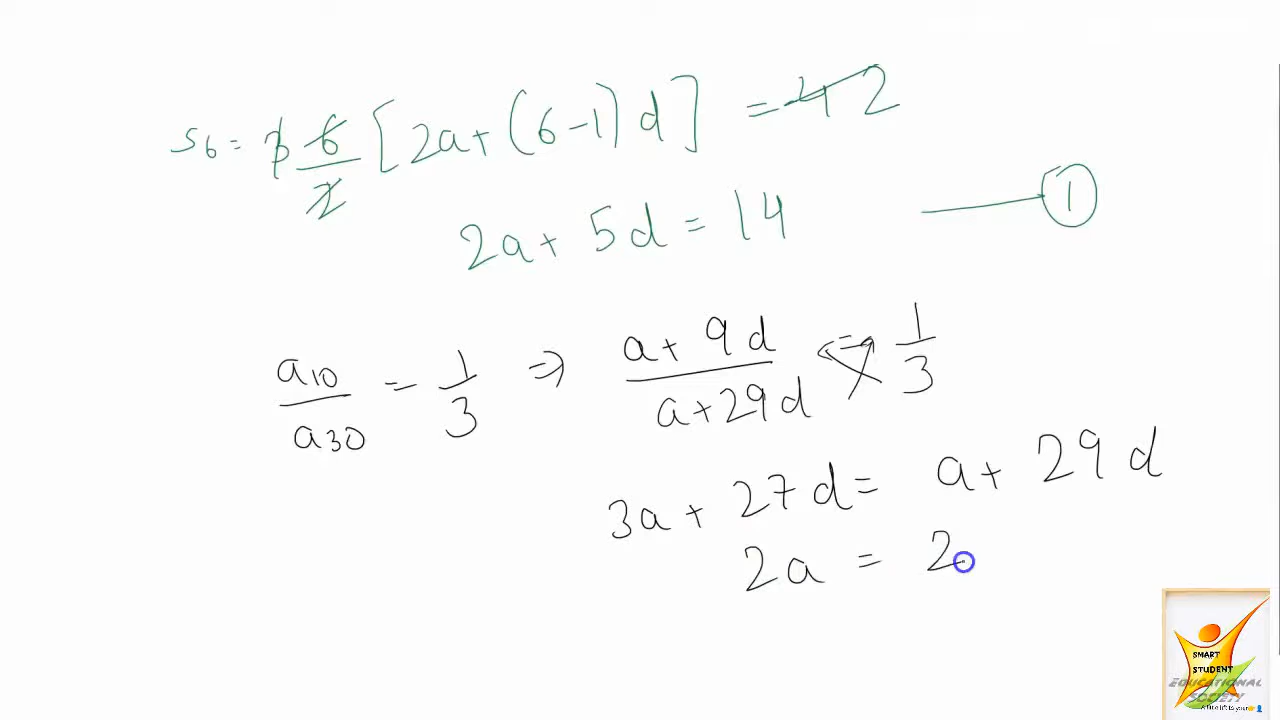 S6 = 3 6/2 [2a + (6-1) d] = 42
2a + 5d = 14 ① 
a10/a30 = 1/3 ⇒ a + 9d/a + 29d = 1/3
3a + 27d = a + 29d
2a = 2
SMART
STUDENT
EDUCATIONAL
SOCIETY